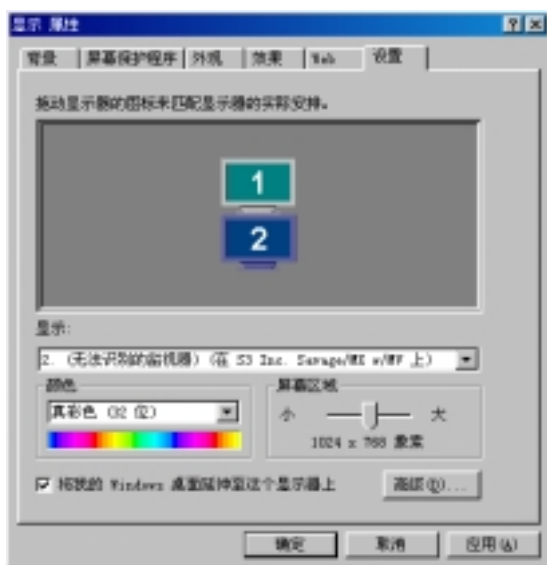 显示 属性
背景 屏幕保护程序 外观 效果 Web 设置
拖动显示器的图标来匹配显示器的实际安排。
1
2
显示:
2. (无法识别的监视器) (在 S3 Inc. Savage/MX w/MV 上)
颜色
真彩色 (32 位)
屏幕区域
小 大
1024 x 768 像素
将我的 Windows 桌面延伸至这个显示器上
高级(D)...
确定 取消 应用(A)